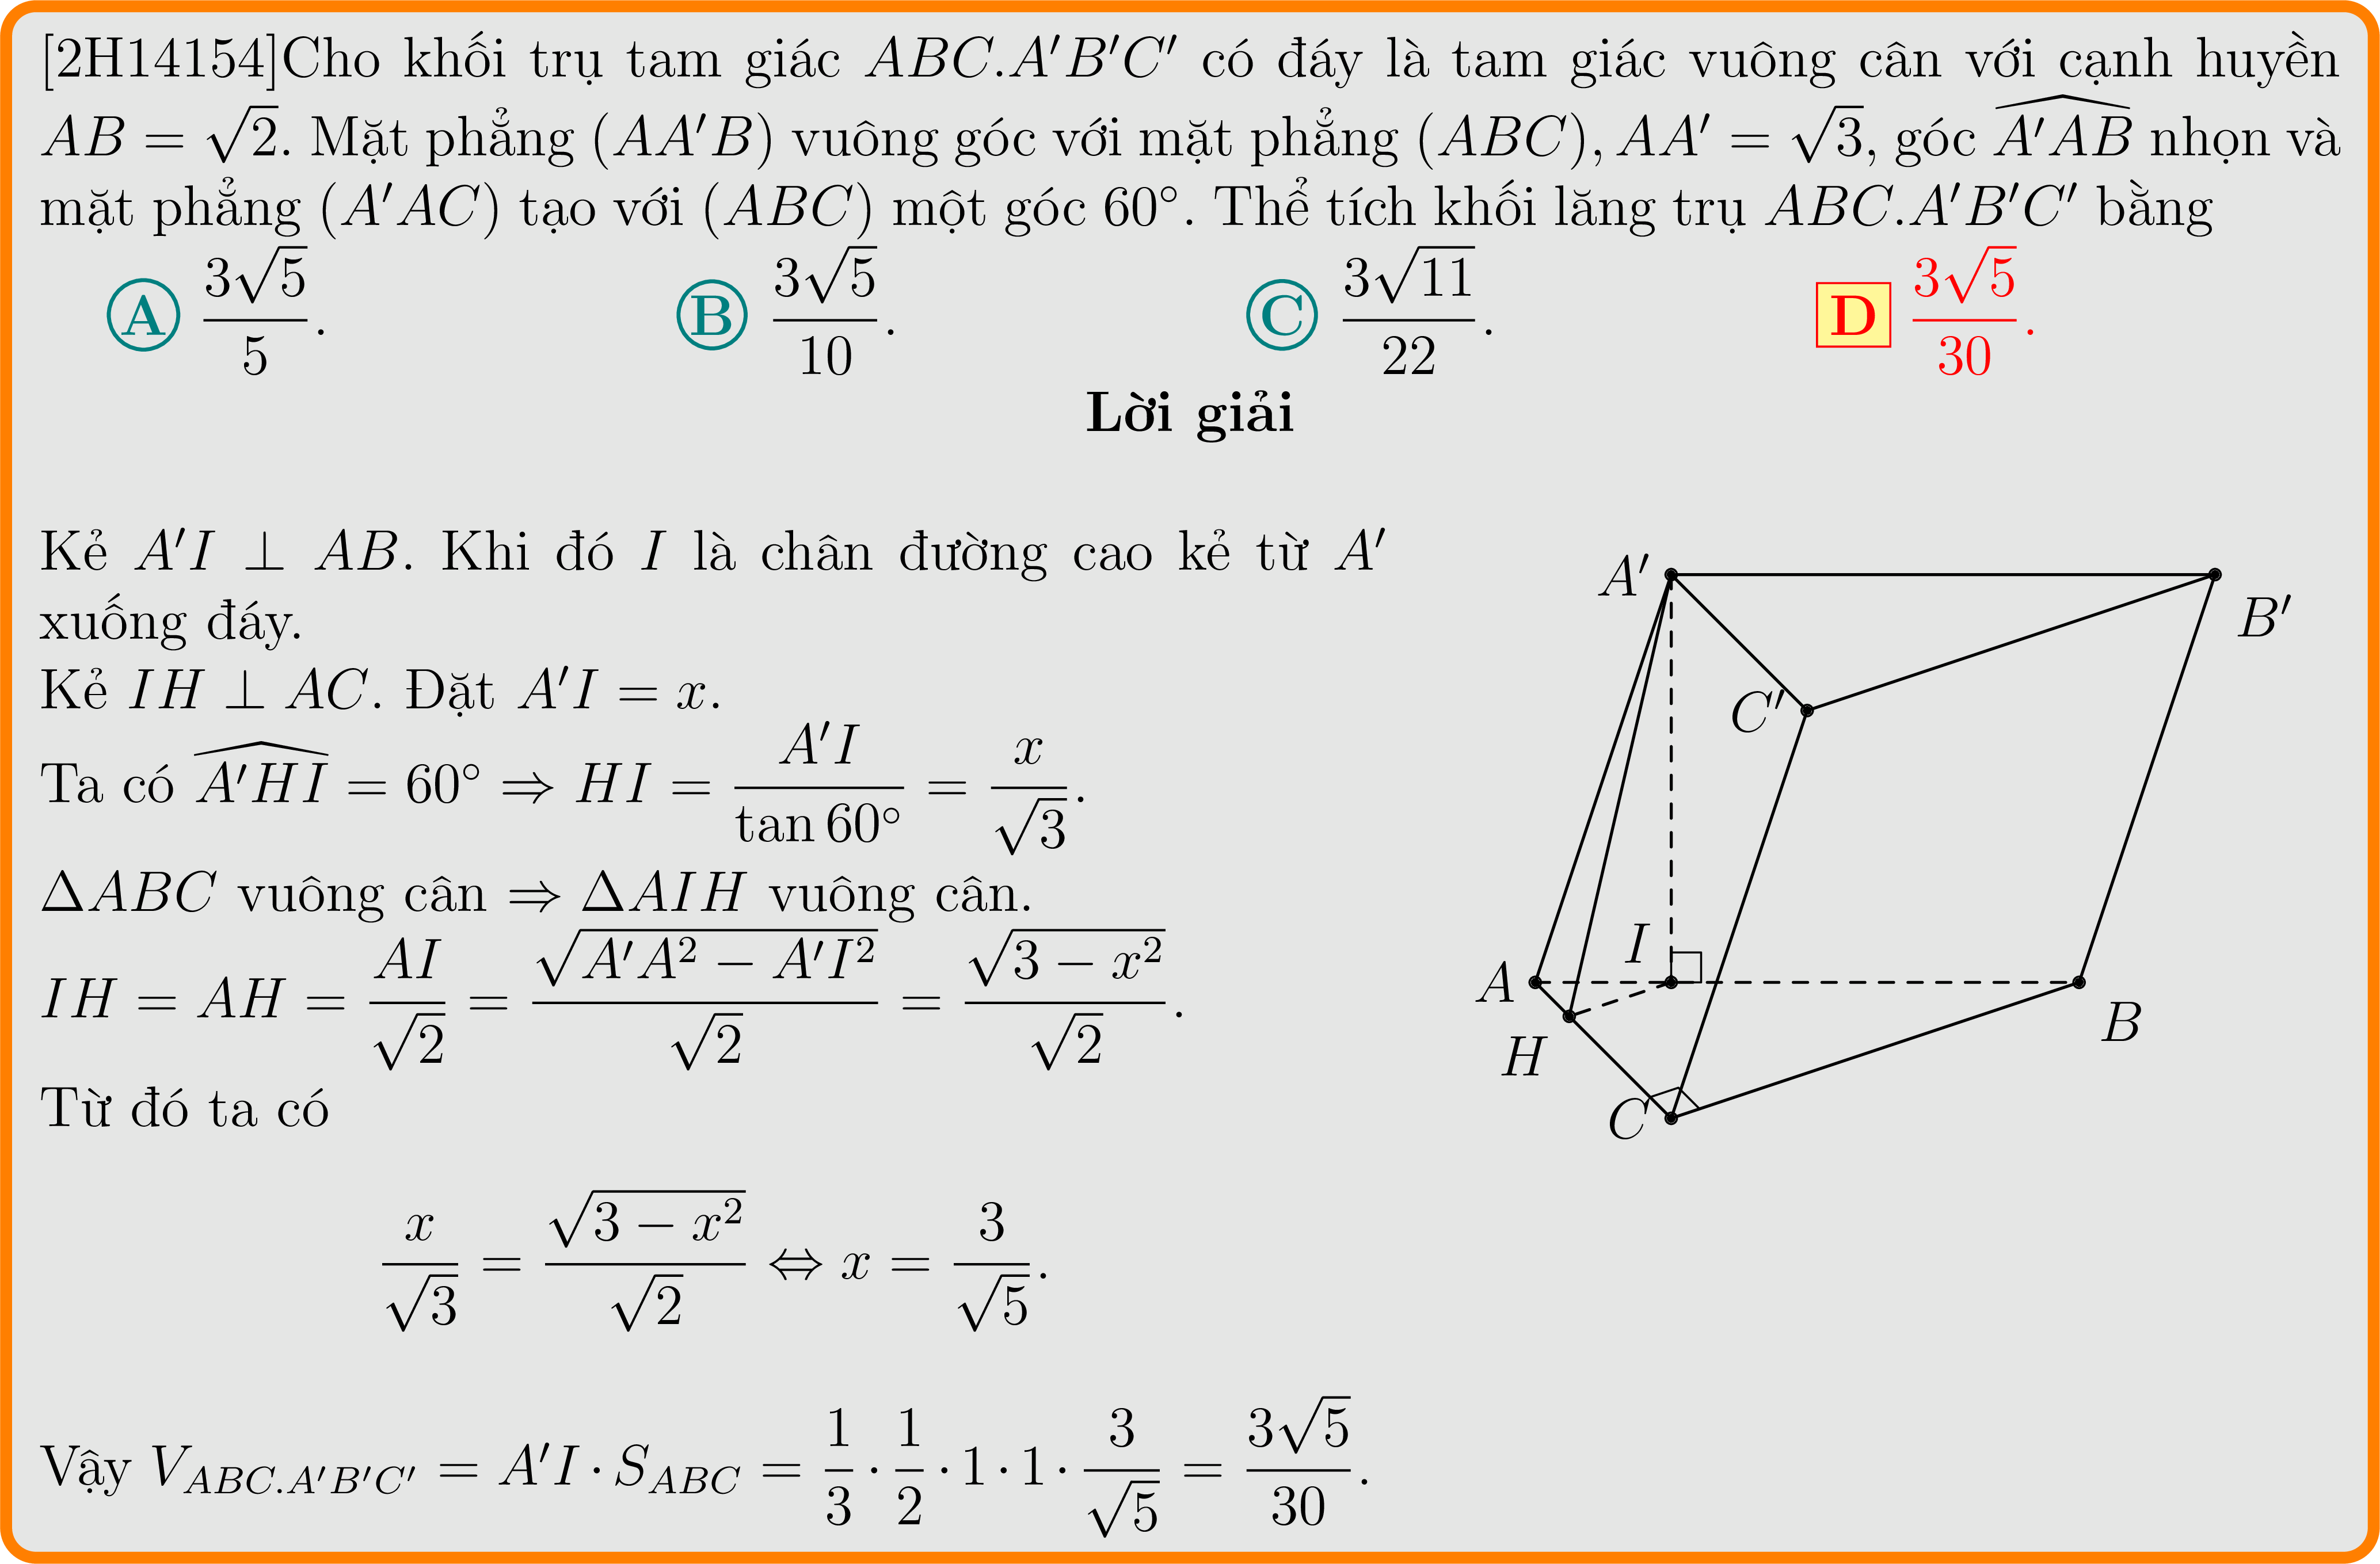 [2H14154]Cho khối trụ tam giác $ABC.A'B'C'$ có đáy là tam giác vuông cân với cạnh huyền
$AB = \sqrt{2}$. Mặt phẳng $(AA'B)$ vuông góc với mặt phẳng $(ABC), AA' = \sqrt{3}$, góc $\widehat{A'AB}$ nhọn và
mặt phẳng $(A'AC)$ tạo với $(ABC)$ một góc $60^\circ$. Thể tích khối lăng trụ $ABC.A'B'C'$ bằng
A $\frac{3\sqrt{5}}{5}$. B $\frac{3\sqrt{5}}{10}$. C $\frac{3\sqrt{11}}{22}$. D $\frac{3\sqrt{5}}{30}$.
Lời giải
Kẻ $A'I \perp AB$. Khi đó $I$ là chân đường cao kẻ từ $A'$
xuống đáy.
Kẻ $IH \perp AC$. Đặt $A'I = x$.
Ta có $\widehat{A'HI} = 60^\circ \Rightarrow HI = \frac{A'I}{\tan 60^\circ} = \frac{x}{\sqrt{3}}$.
$\Delta ABC$ vuông cân $\Rightarrow \Delta AIH$ vuông cân.
$IH = AH = \frac{AI}{\sqrt{2}} = \frac{\sqrt{A'A^2 - A'I^2}}{\sqrt{2}} = \frac{\sqrt{3 - x^2}}{\sqrt{2}}$.
Từ đó ta có
$\frac{x}{\sqrt{3}} = \frac{\sqrt{3 - x^2}}{\sqrt{2}} \Leftrightarrow x = \frac{3}{\sqrt{5}}$.
Vậy $V_{ABC.A'B'C'} = A'I \cdot S_{ABC} = \frac{1}{3} \cdot \frac{1}{2} \cdot 1 \cdot 1 \cdot \frac{3}{\sqrt{5}} = \frac{3\sqrt{5}}{30}$.
A'
B'
C'
I
A
B
H
C